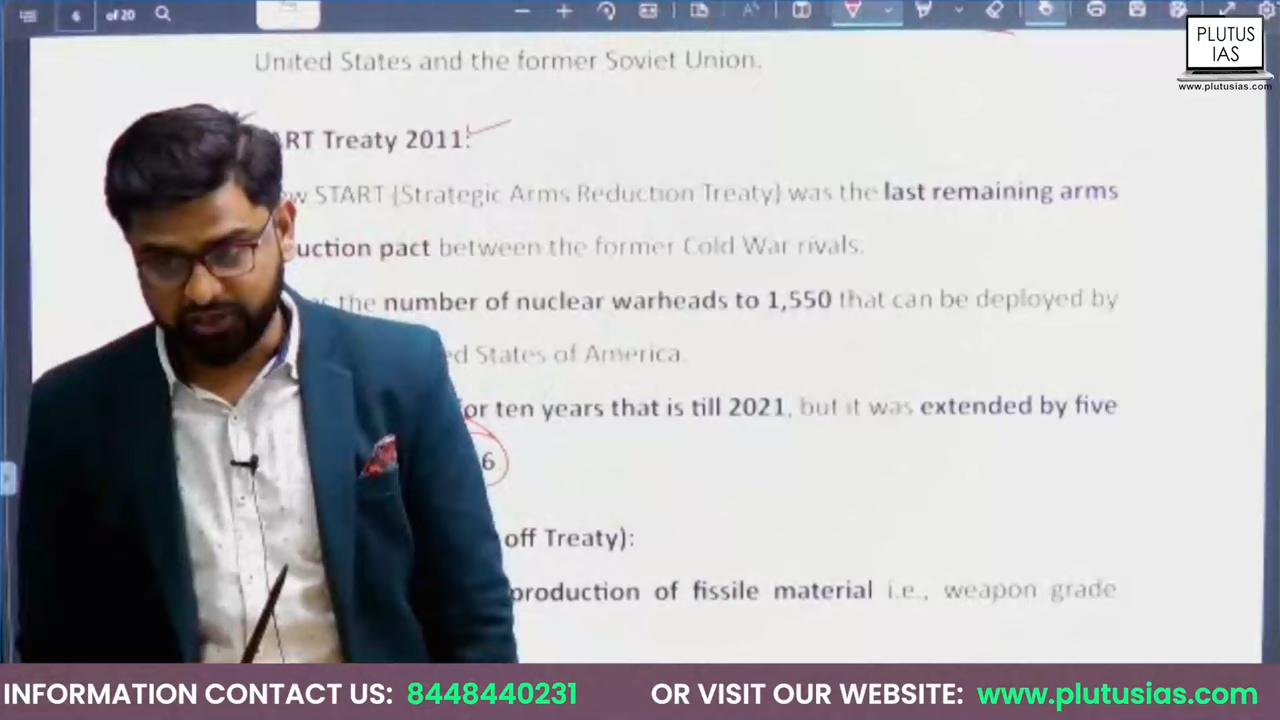 6 of 20
PLUTUS
IAS
www.plutusias.com
United States and the former Soviet Union.
ART Treaty 2011:
w START (Strategic Arms Reduction Treaty) was the last remaining arms
uction pact between the former Cold War rivals.
the number of nuclear warheads to 1,550 that can be deployed by
ed States of America.
for ten years that is till 2021, but it was extended by five
6
off Treaty):
production of fissile material i.e., weapon grade
INFORMATION CONTACT US: 8448440231 OR VISIT OUR WEBSITE: www.plutusias.com